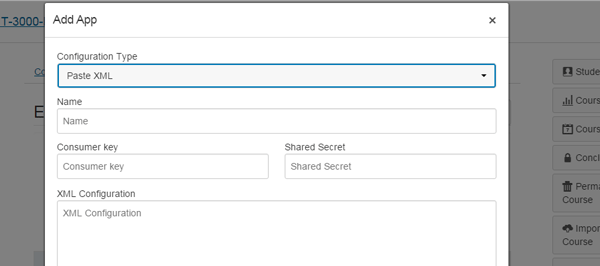 T-3000-
Add App
×
Configuration Type
Paste XML
Name
Name
Consumer key Shared Secret
Consumer key Shared Secret
XML Configuration
XML Configuration
Co
E
Stude
Cours
Cours
Concl
Perma
Course
Impor
Course